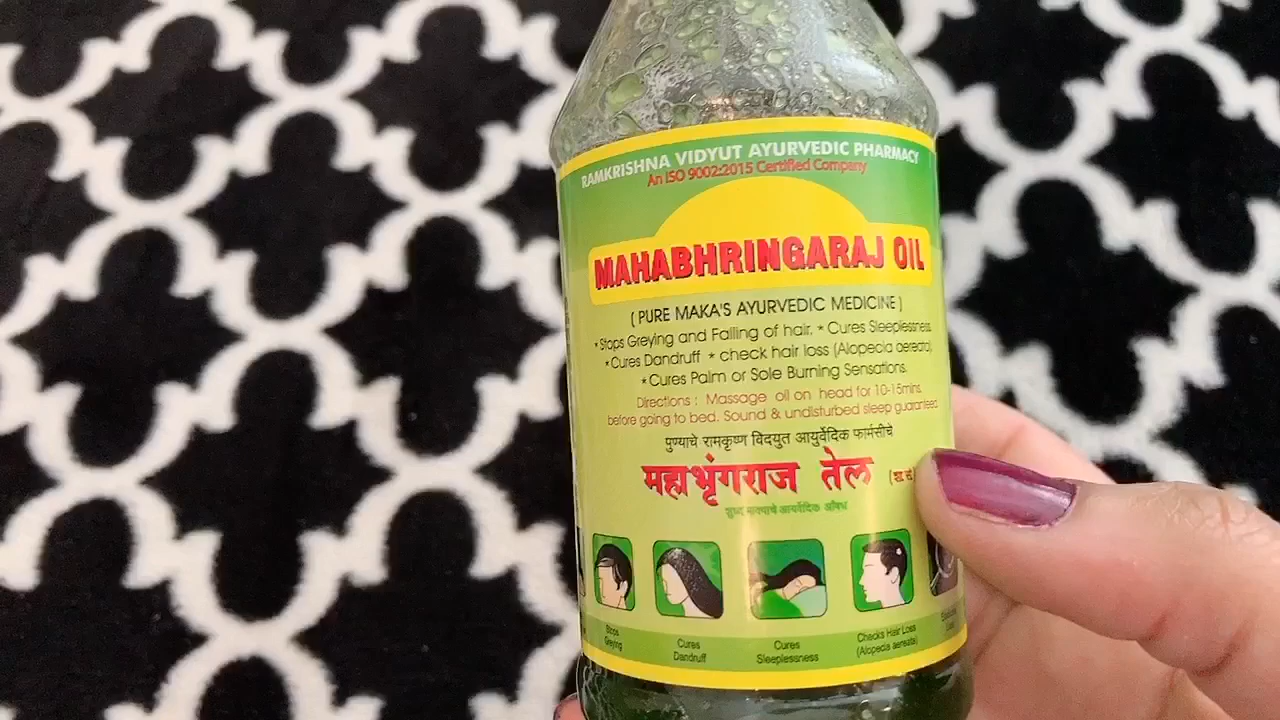 RAMKRISHNA VIDYUT AYURVEDIC PHARMACY
An ISO 9002:2015 Certified Company
MAHABHRINGARAJ OIL
( PURE MAKA'S AYURVEDIC MEDICINE )
* Stops Greying and Falling of hair. * Cures Sleeplessness.
* Cures Dandruff * check hair loss (Alopecia aereata).
* Cures Palm or Sole Burning Sensations.
Directions : Massage oil on head for 10-15mins.
before going to bed. Sound & undisturbed sleep guaranteed.
पुण्याचे रामकृष्ण विदयुत आयुर्वेदिक फार्मसीचे
महाभृंगराज तेल
शुध्द माक्याचे आयुर्वेदिक औषध
Stops Greying
Cures Dandruff
Cures Sleeplessness
Checks Hair Loss (Alopecia aereata)